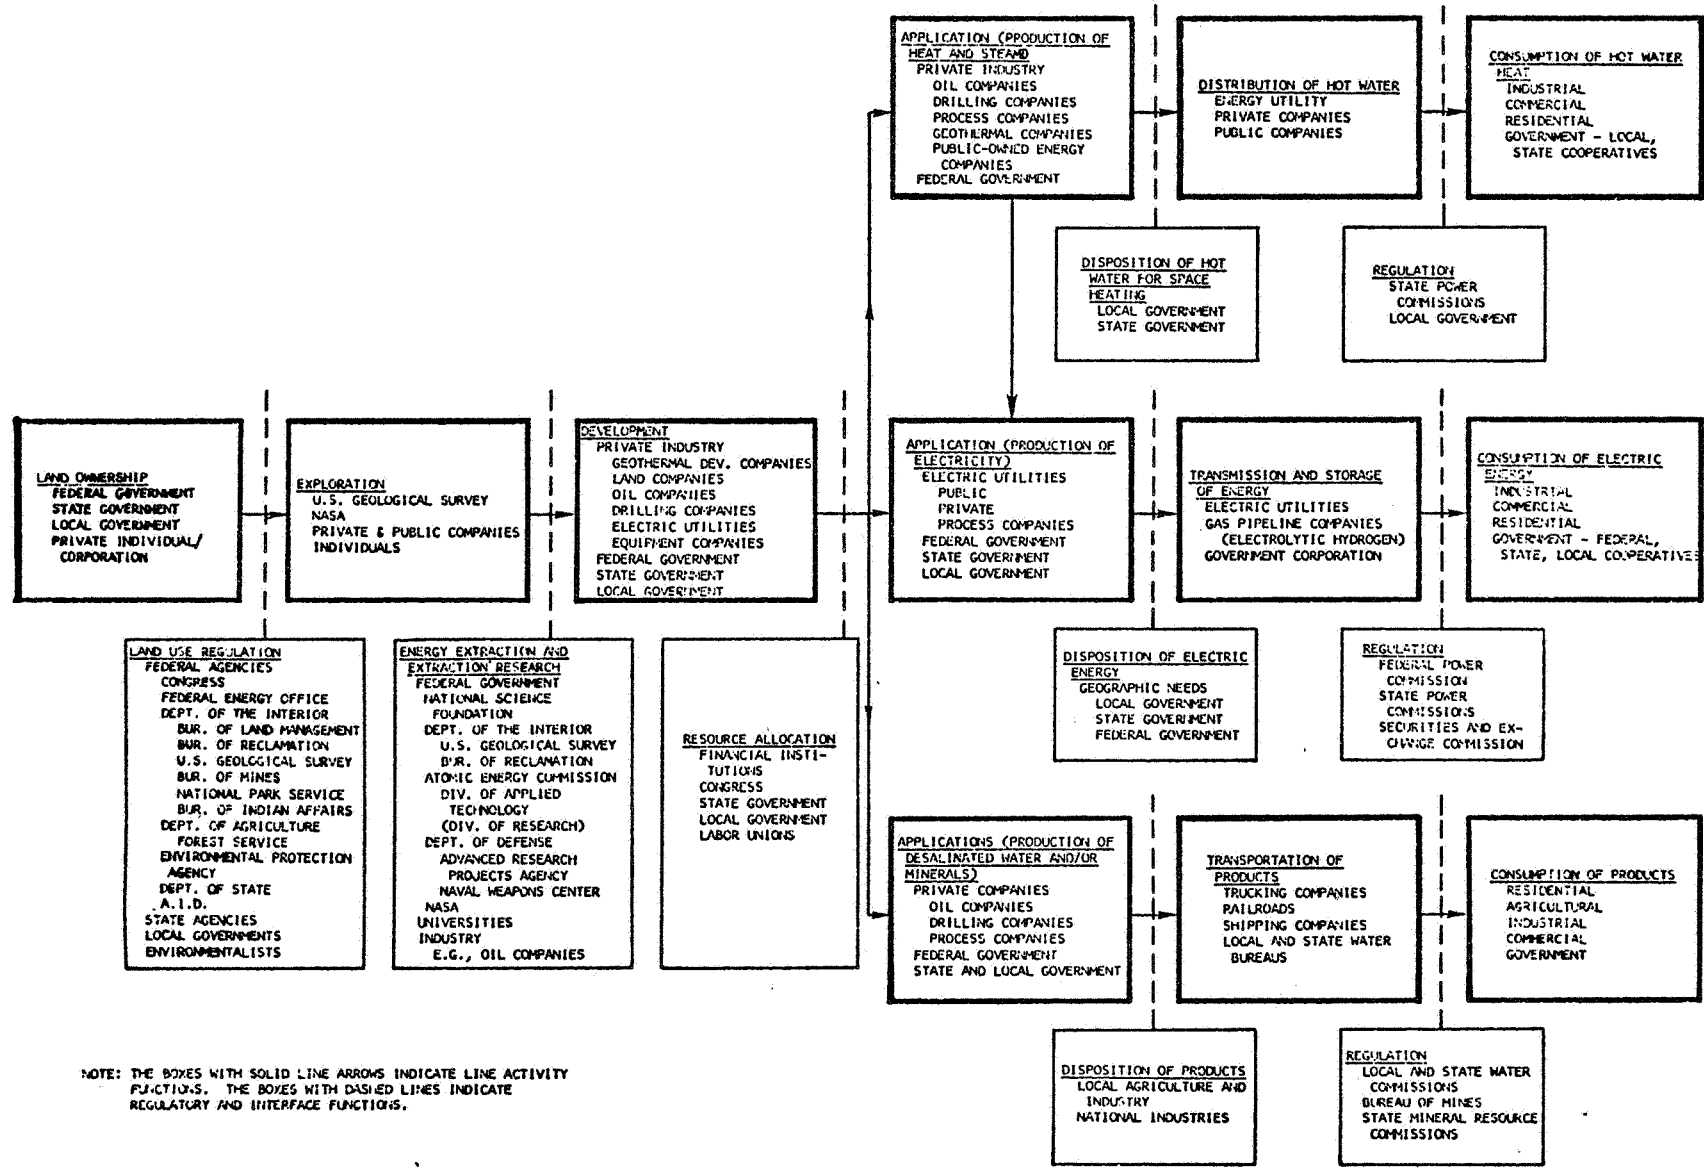 APPLICATION (PRODUCTION OF
HEAT AND STEAM)
PRIVATE INDUSTRY
OIL COMPANIES
DRILLING COMPANIES
PROCESS COMPANIES
GEOTHERMAL COMPANIES
PUBLIC-OWNED ENERGY
COMPANIES
FEDERAL GOVERNMENT
DISTRIBUTION OF HOT WATER
ENERGY UTILITY
PRIVATE COMPANIES
PUBLIC COMPANIES
CONSUMPTION OF HOT WATER
HEAT
INDUSTRIAL
COMMERCIAL
RESIDENTIAL
GOVERNMENT - LOCAL,
STATE COOPERATIVES
DISPOSITION OF HOT
WATER FOR SPACE
HEATING
LOCAL GOVERNMENT
STATE GOVERNMENT
REGULATION
STATE POWER
COMMISSIONS
LOCAL GOVERNMENT
LAND OWNERSHIP
FEDERAL GOVERNMENT
STATE GOVERNMENT
LOCAL GOVERNMENT
PRIVATE INDIVIDUAL/
CORPORATION
EXPLORATION
U.S. GEOLOGICAL SURVEY
NASA
PRIVATE & PUBLIC COMPANIES
INDIVIDUALS
DEVELOPMENT
PRIVATE INDUSTRY
GEOTHERMAL DEV. COMPANIES
LAND COMPANIES
OIL COMPANIES
DRILLING COMPANIES
ELECTRIC UTILITIES
EQUIPMENT COMPANIES
FEDERAL GOVERNMENT
STATE GOVERNMENT
LOCAL GOVERNMENT
APPLICATION (PRODUCTION OF
ELECTRICITY)
ELECTRIC UTILITIES
PUBLIC
PRIVATE
PROCESS COMPANIES
FEDERAL GOVERNMENT
STATE GOVERNMENT
LOCAL GOVERNMENT
TRANSMISSION AND STORAGE
OF ENERGY
ELECTRIC UTILITIES
GAS PIPELINE COMPANIES
(ELECTROLYTIC HYDROGEN)
GOVERNMENT CORPORATION
CONSUMPTION OF ELECTRIC
ENERGY
INDUSTRIAL
COMMERCIAL
RESIDENTIAL
GOVERNMENT - FEDERAL,
STATE, LOCAL COOPERATIVES
LAND USE REGULATION
FEDERAL AGENCIES
CONGRESS
FEDERAL ENERGY OFFICE
DEPT. OF THE INTERIOR
BUR. OF LAND MANAGEMENT
BUR. OF RECLAMATION
U.S. GEOLOGICAL SURVEY
BUR. OF MINES
NATIONAL PARK SERVICE
BUR. OF INDIAN AFFAIRS
DEPT. OF AGRICULTURE
FOREST SERVICE
ENVIRONMENTAL PROTECTION
AGENCY
DEPT. OF STATE
A.I.D.
STATE AGENCIES
LOCAL GOVERNMENTS
ENVIRONMENTALISTS
ENERGY EXTRACTION AND
EXTRACTION RESEARCH
FEDERAL GOVERNMENT
NATIONAL SCIENCE
FOUNDATION
DEPT. OF THE INTERIOR
U.S. GEOLOGICAL SURVEY
BUR. OF RECLAMATION
ATOMIC ENERGY COMMISSION
DIV. OF APPLIED
TECHNOLOGY
(DIV. OF RESEARCH)
DEPT. OF DEFENSE
ADVANCED RESEARCH
PROJECTS AGENCY
NAVAL WEAPONS CENTER
NASA
UNIVERSITIES
INDUSTRY
E.G., OIL COMPANIES
RESOURCE ALLOCATION
FINANCIAL INSTI-
TUTIONS
CONGRESS
STATE GOVERNMENT
LOCAL GOVERNMENT
LABOR UNIONS
DISPOSITION OF ELECTRIC
ENERGY
GEOGRAPHIC NEEDS
LOCAL GOVERNMENT
STATE GOVERNMENT
FEDERAL GOVERNMENT
REGULATION
FEDERAL POWER
COMMISSION
STATE POWER
COMMISSIONS
SECURITIES AND EX-
CHANGE COMMISSION
APPLICATIONS (PRODUCTION OF
DESALINATED WATER AND/OR
MINERALS)
PRIVATE COMPANIES
OIL COMPANIES
DRILLING COMPANIES
PROCESS COMPANIES
FEDERAL GOVERNMENT
STATE AND LOCAL GOVERNMENT
TRANSPORTATION OF
PRODUCTS
TRUCKING COMPANIES
RAILROADS
SHIPPING COMPANIES
LOCAL AND STATE WATER
BUREAUS
CONSUMPTION OF PRODUCTS
RESIDENTIAL
AGRICULTURAL
INDUSTRIAL
COMMERCIAL
GOVERNMENT
DISPOSITION OF PRODUCTS
LOCAL AGRICULTURE AND
INDUSTRY
NATIONAL INDUSTRIES
REGULATION
LOCAL AND STATE WATER
COMMISSIONS
BUREAU OF MINES
STATE MINERAL RESOURCE
COMMISSIONS
NOTE: THE BOXES WITH SOLID LINE ARROWS INDICATE LINE ACTIVITY
FUNCTIONS. THE BOXES WITH DASHED LINES INDICATE
REGULATORY AND INTERFACE FUNCTIONS.